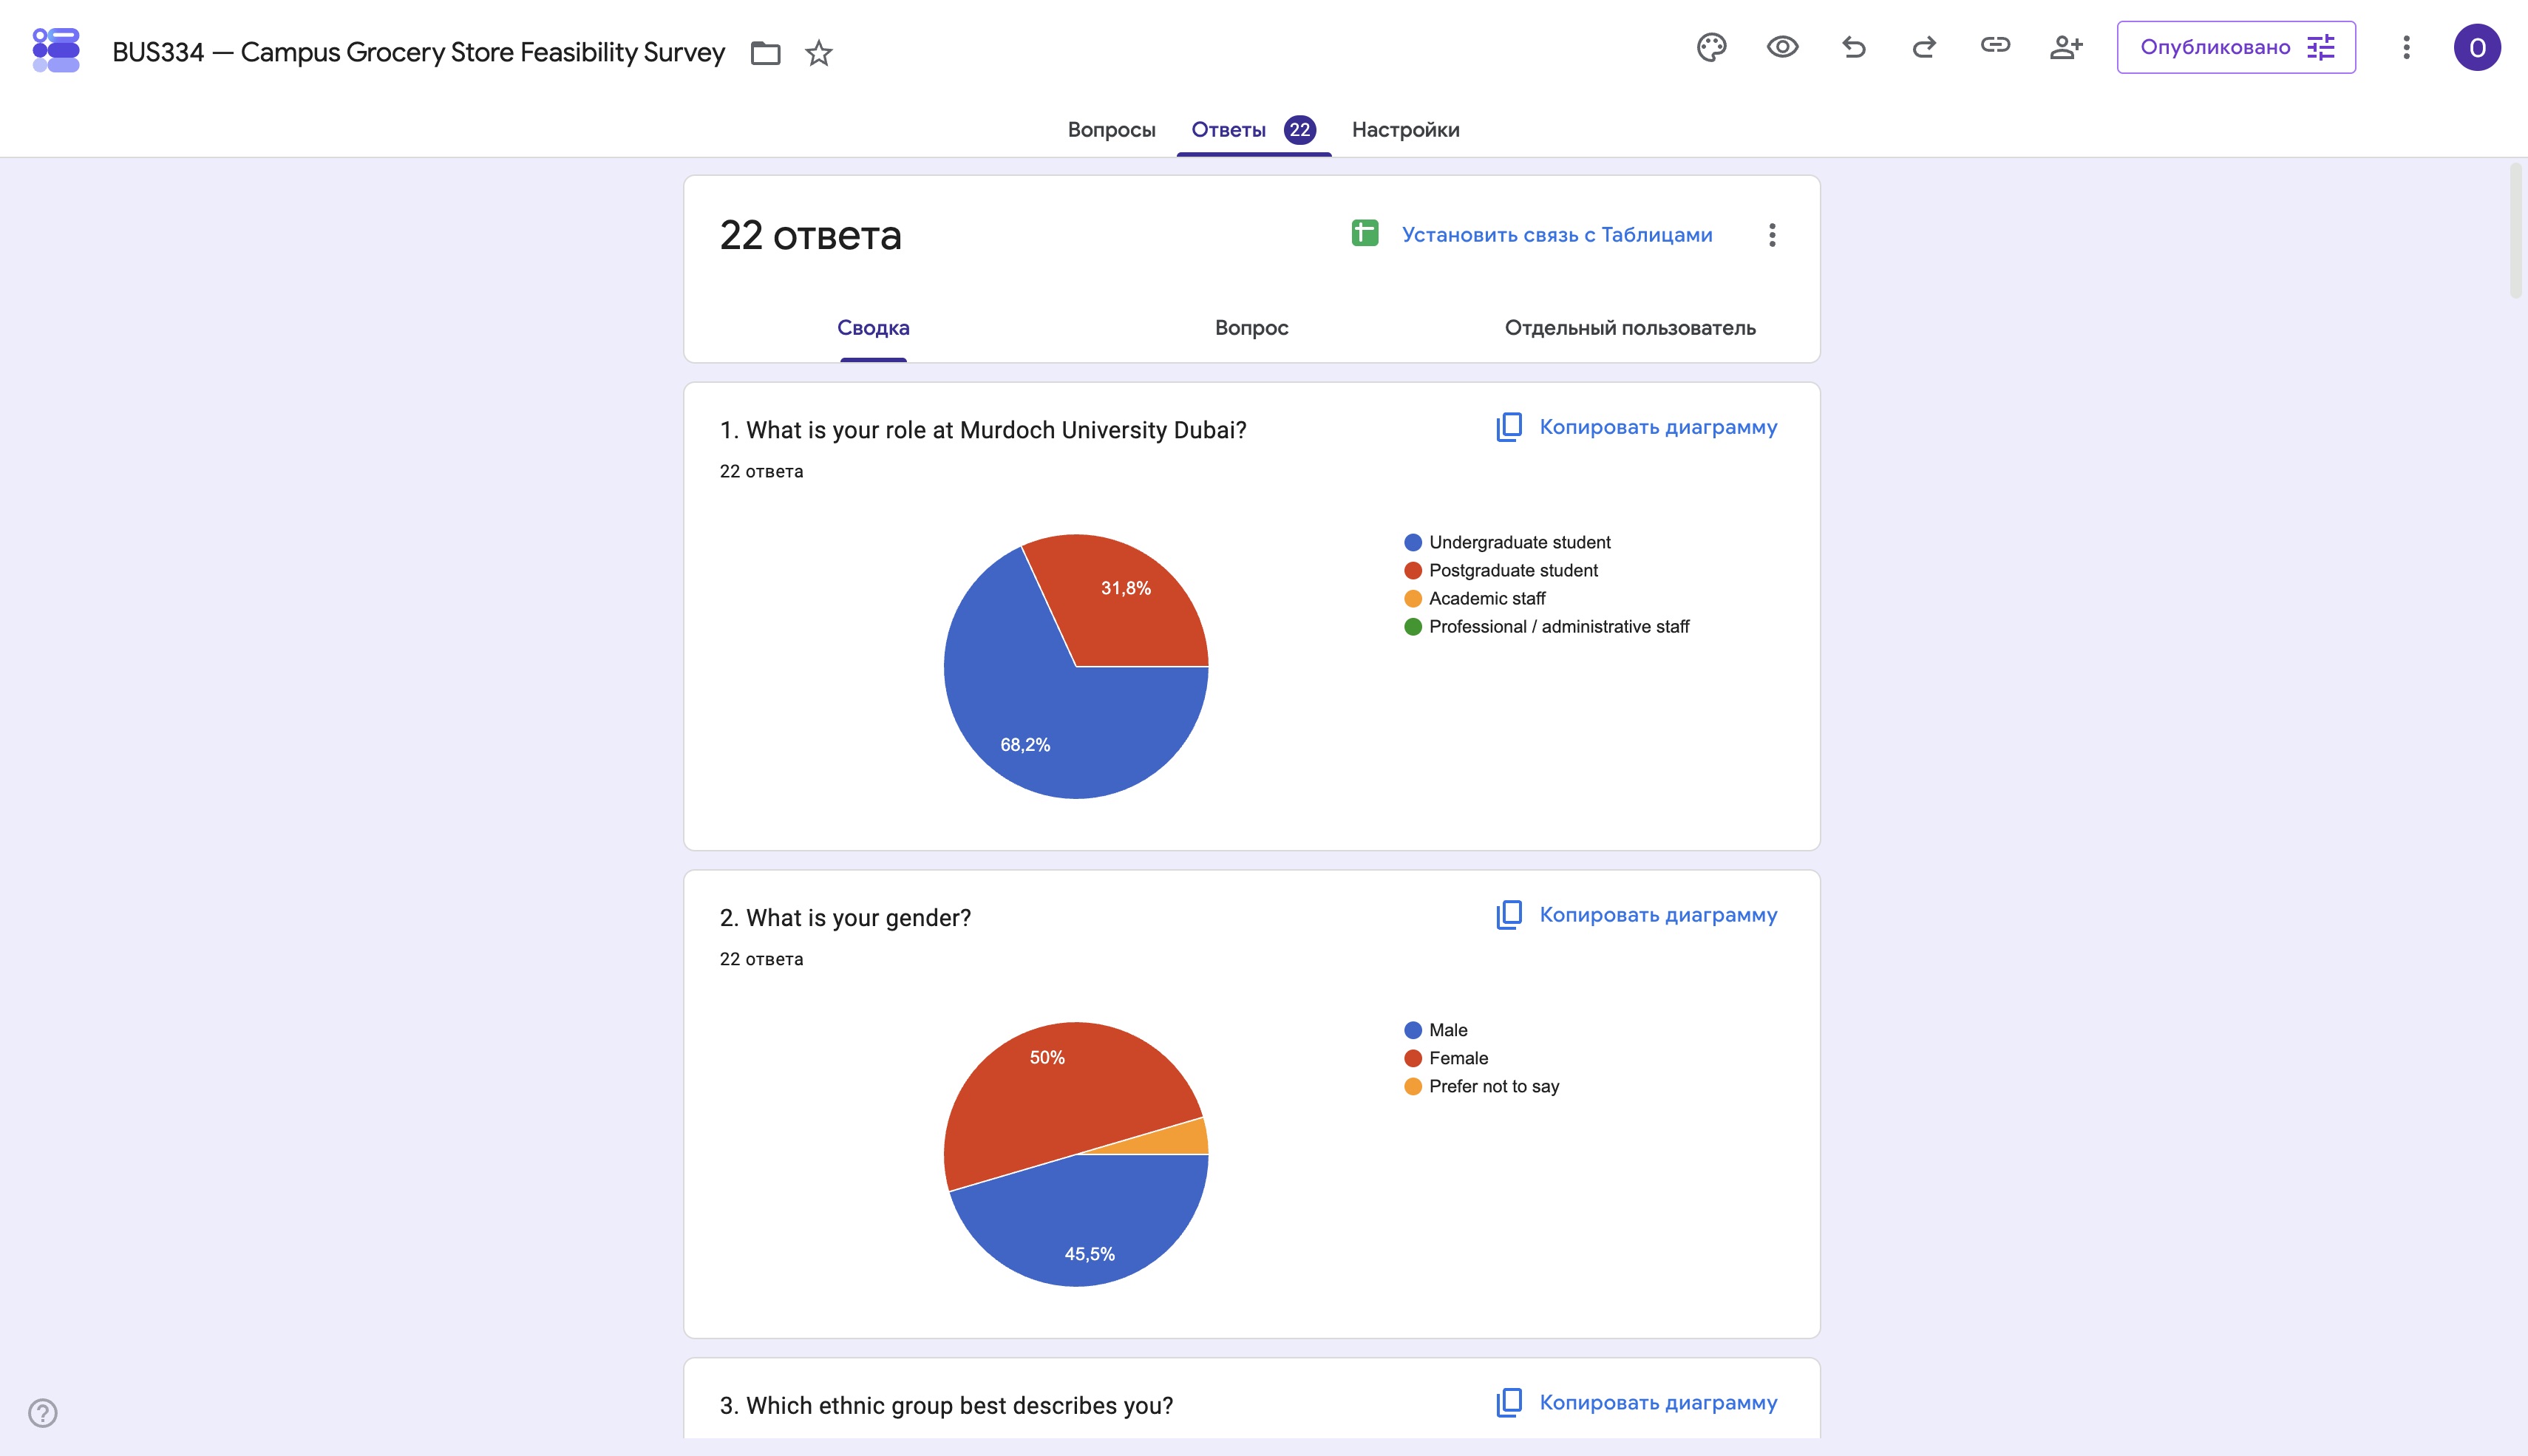 BUS334 — Campus Grocery Store Feasibility Survey
Опубликовано
O
Вопросы
Ответы 22
Настройки
22 ответа
Установить связь с Таблицами
Сводка
Вопрос
Отдельный пользователь
1. What is your role at Murdoch University Dubai?
Копировать диаграмму
22 ответа
31,8%
68,2%
Undergraduate student
Postgraduate student
Academic staff
Professional / administrative staff
2. What is your gender?
Копировать диаграмму
22 ответа
50%
45,5%
Male
Female
Prefer not to say
3. Which ethnic group best describes you?
Копировать диаграмму
?